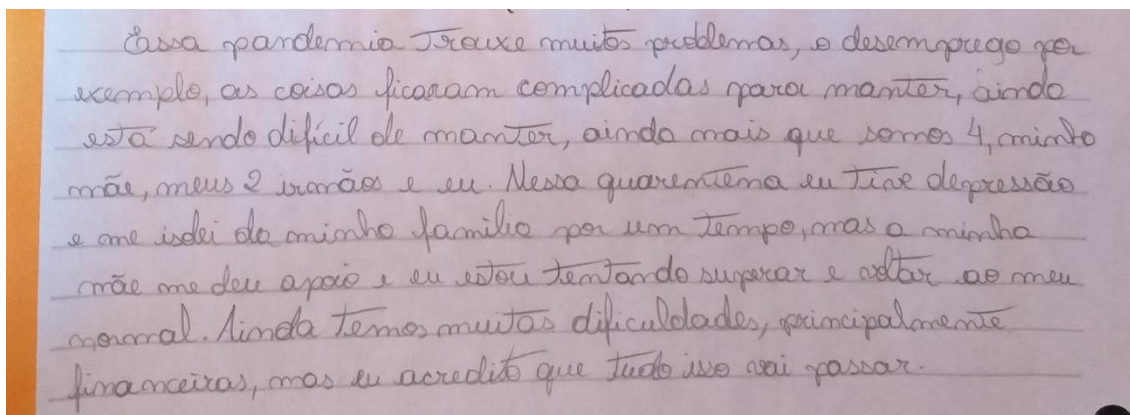 Essa pandemia Trouxe muitos problemas, o desemprego por
exemplo, as coisas ficaram complicadas para manter, ainda
está sendo difícil de manter, ainda mais que somos 4, minha
mãe, meus 2 irmãos e eu. Nessa quarentena eu Tive depressão
e me isolei da minha família por um tempo, mas a minha
mãe me deu apoio e eu estou tentando superar e voltar ao meu
normal. Ainda temos muitas dificuldades, principalmente
financeiras, mas eu acredito que tudo isso vai passar.